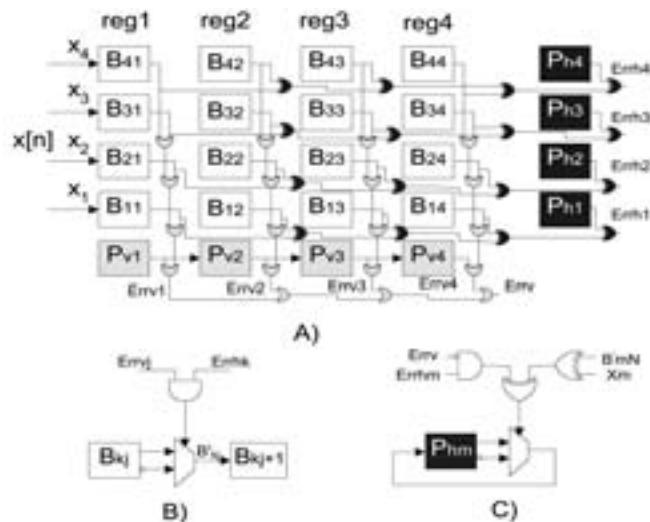 reg1 reg2 reg3 reg4
x4 B41 B42 B43 B44 Ph4 Errh4
x3 B31 B32 B33 B34 Ph3 Errh3
x[n] x2 B21 B22 B23 B24 Ph2 Errh2
x1 B11 B12 B13 B14 Ph1 Errh1
Pv1 Pv2 Pv3 Pv4
Errv1 Errv2 Errv3 Errv4 Errv
A)
Errvj Errhk
Bkj Bkj+1
B)
Errv B'mN
Errhm Xm
Phm
C)